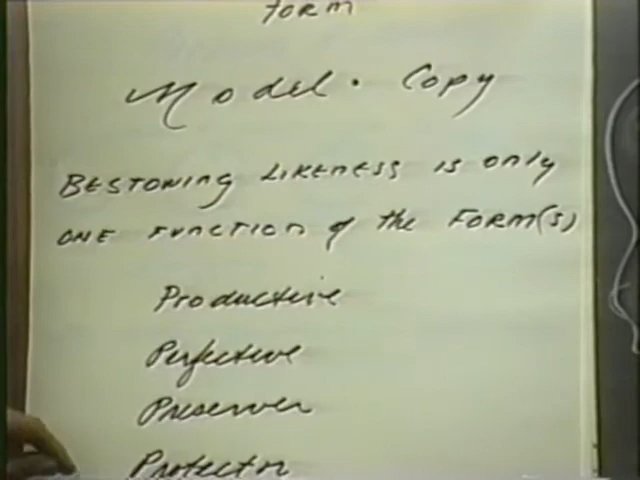 form
Model · Copy
BESTOWING LIKENESS is only
ONE FUNCTION of the FORM(S)
Productive
Perfective
Preserver
Protector